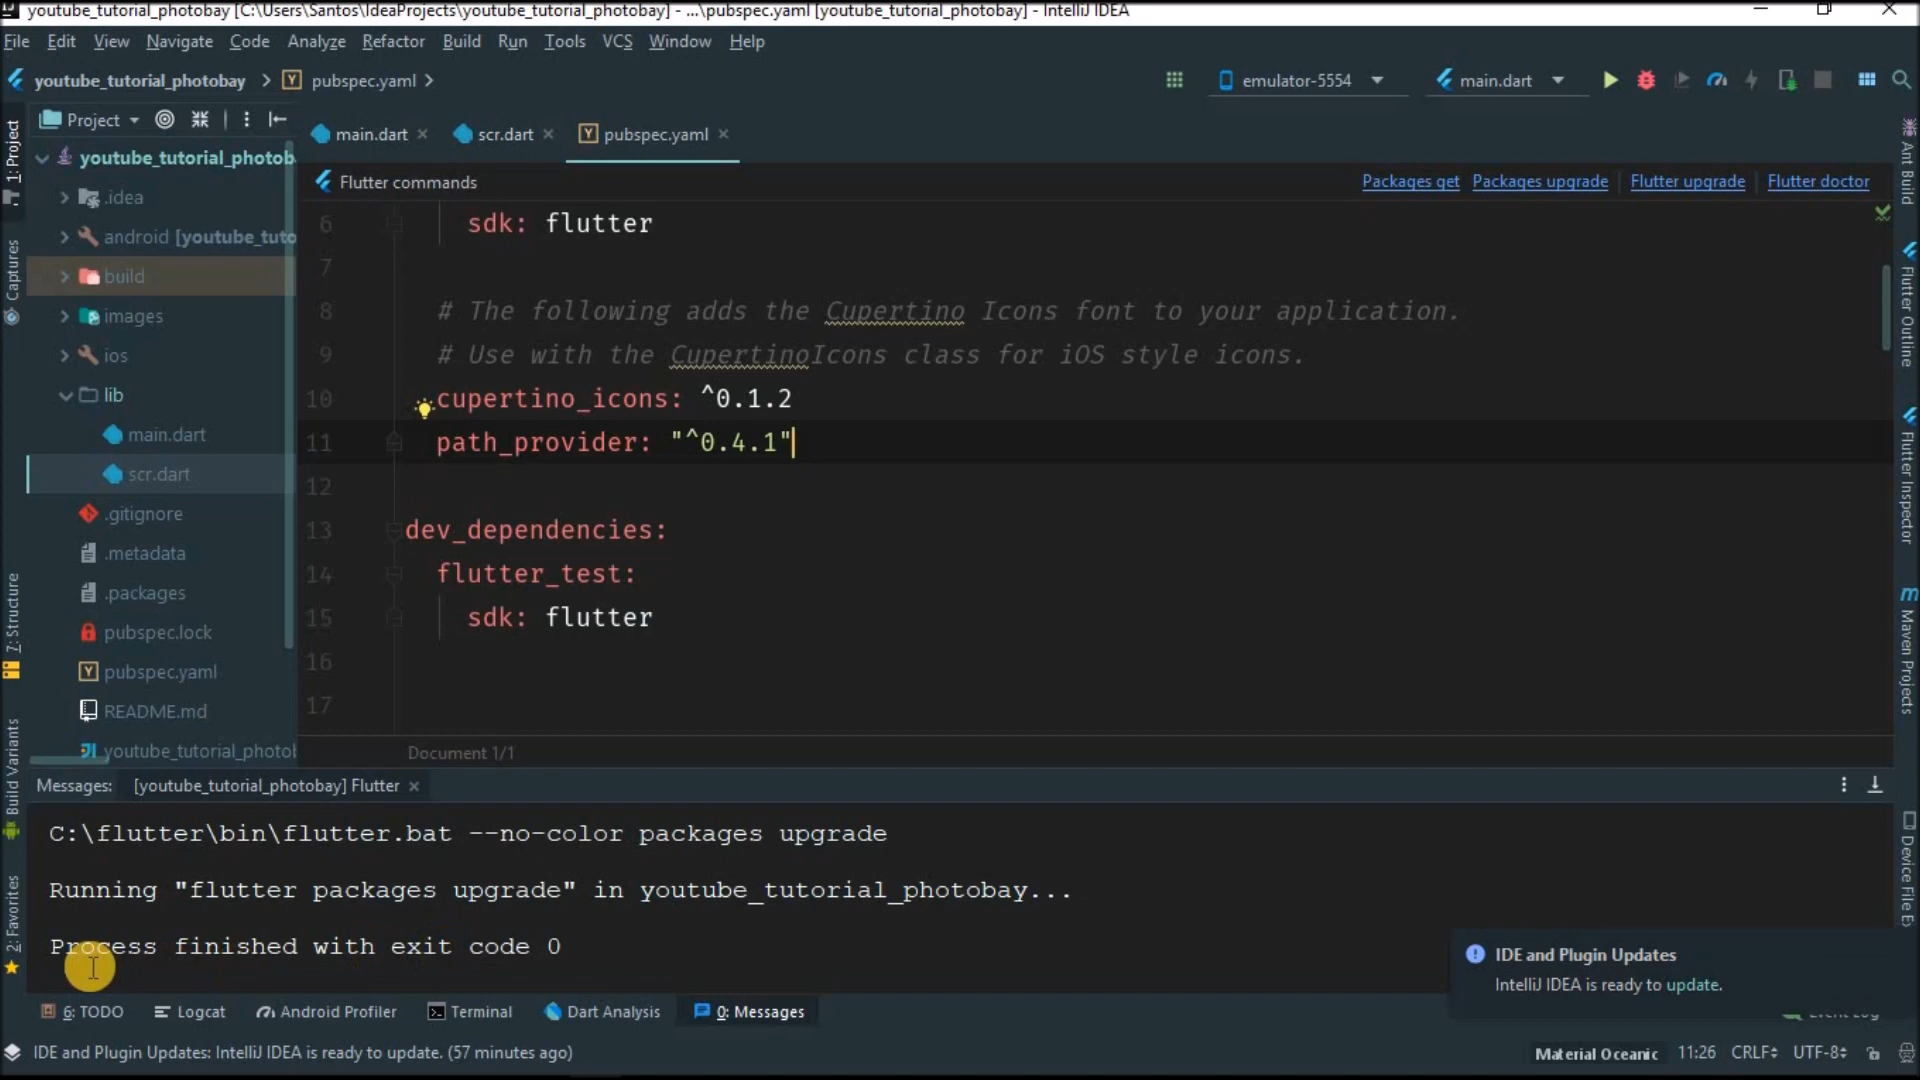 youtube_tutorial_photobay [C:\Users\Santos\IdeaProjects\youtube_tutorial_photobay] - ...\pubspec.yaml [youtube_tutorial_photobay] - IntelliJ IDEA
File Edit View Navigate Code Analyze Refactor Build Run Tools VCS Window Help
youtube_tutorial_photobay pubspec.yaml emulator-5554 main.dart
1: Project
Captures
7: Structure
Build Variants
2: Favorites
Project
youtube_tutorial_photob
.idea
android [youtube_tuto
build
images
ios
lib
main.dart
scr.dart
.gitignore
.metadata
.packages
pubspec.lock
pubspec.yaml
README.md
youtube_tutorial_photol
main.dart scr.dart pubspec.yaml
Flutter commands Packages get Packages upgrade Flutter upgrade Flutter doctor
6 sdk: flutter
7
8 # The following adds the Cupertino Icons font to your application.
9 # Use with the CupertinoIcons class for iOS style icons.
10 cupertino_icons: ^0.1.2
11 path_provider: "^0.4.1"
12
13 dev_dependencies:
14 flutter_test:
15 sdk: flutter
16
17
Document 1/1
Ant Build
Flutter Outline
Flutter Inspector
Maven Projects
Device File E
Messages: [youtube_tutorial_photobay] Flutter
C:\flutter\bin\flutter.bat --no-color packages upgrade
Running "flutter packages upgrade" in youtube_tutorial_photobay...
Process finished with exit code 0
IDE and Plugin Updates
IntelliJ IDEA is ready to update.
6: TODO Logcat Android Profiler Terminal Dart Analysis 0: Messages
IDE and Plugin Updates: IntelliJ IDEA is ready to update. (57 minutes ago) Material Oceanic 11:26 CRLF UTF-8